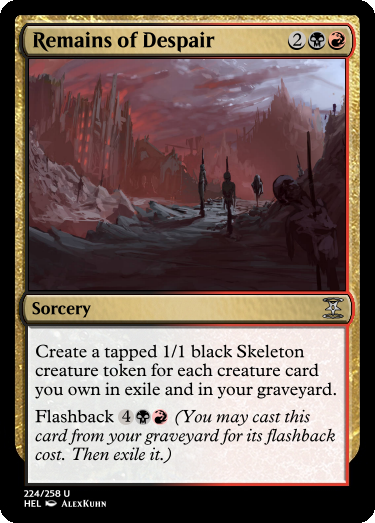 Remains of Despair 2
Sorcery
Create a tapped 1/1 black Skeleton
creature token for each creature card
you own in exile and in your graveyard.
Flashback 4 (You may cast this
card from your graveyard for its flashback
cost. Then exile it.)
224/258 U
HEL AlexKuhn